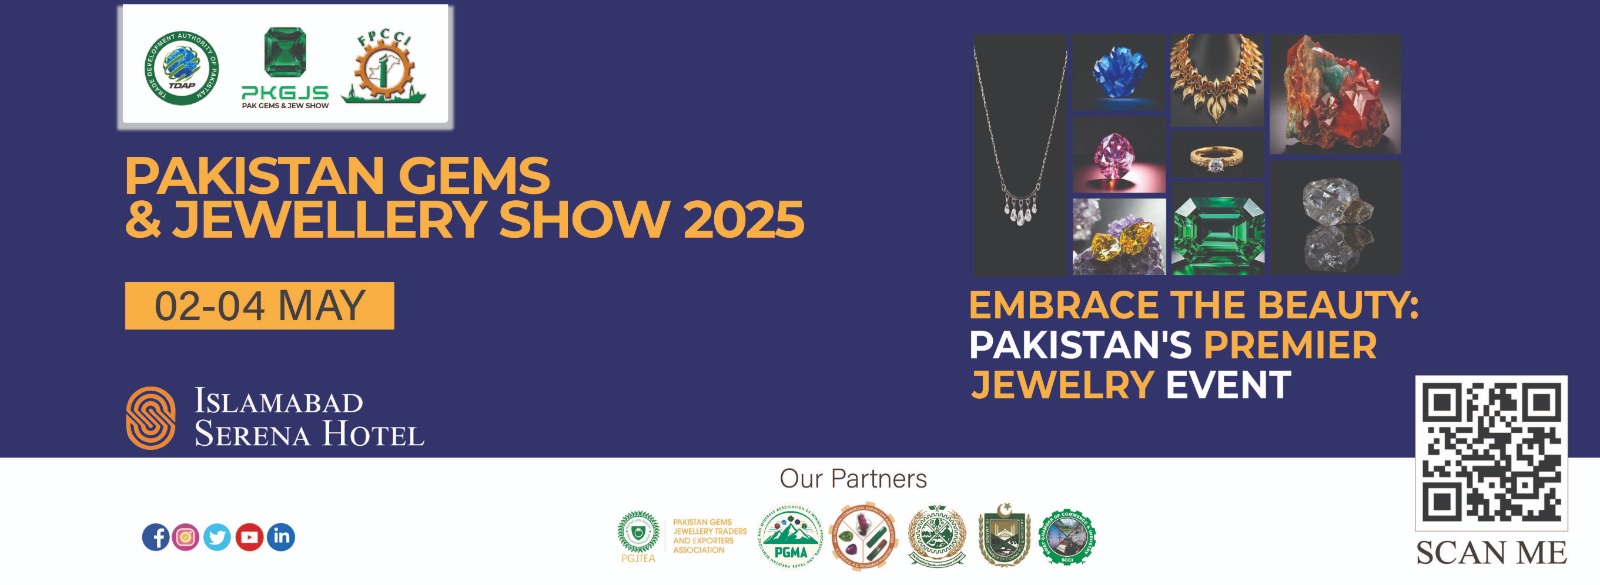 TRADE DEVELOPMENT AUTHORITY OF PAKISTAN
TDAP
PKGJS
PAK GEMS & JEW SHOW
FPCCI
PAKISTAN GEMS
& JEWELLERY SHOW 2025
02-04 MAY
ISLAMABAD
SERENA HOTEL
EMBRACE THE BEAUTY:
PAKISTAN'S PREMIER
JEWELRY EVENT
SCAN ME
Our Partners
PGJTEA
PAKISTAN GEMS
JEWELLERY TRADERS
AND EXPORTERS
ASSOCIATION
PGMA